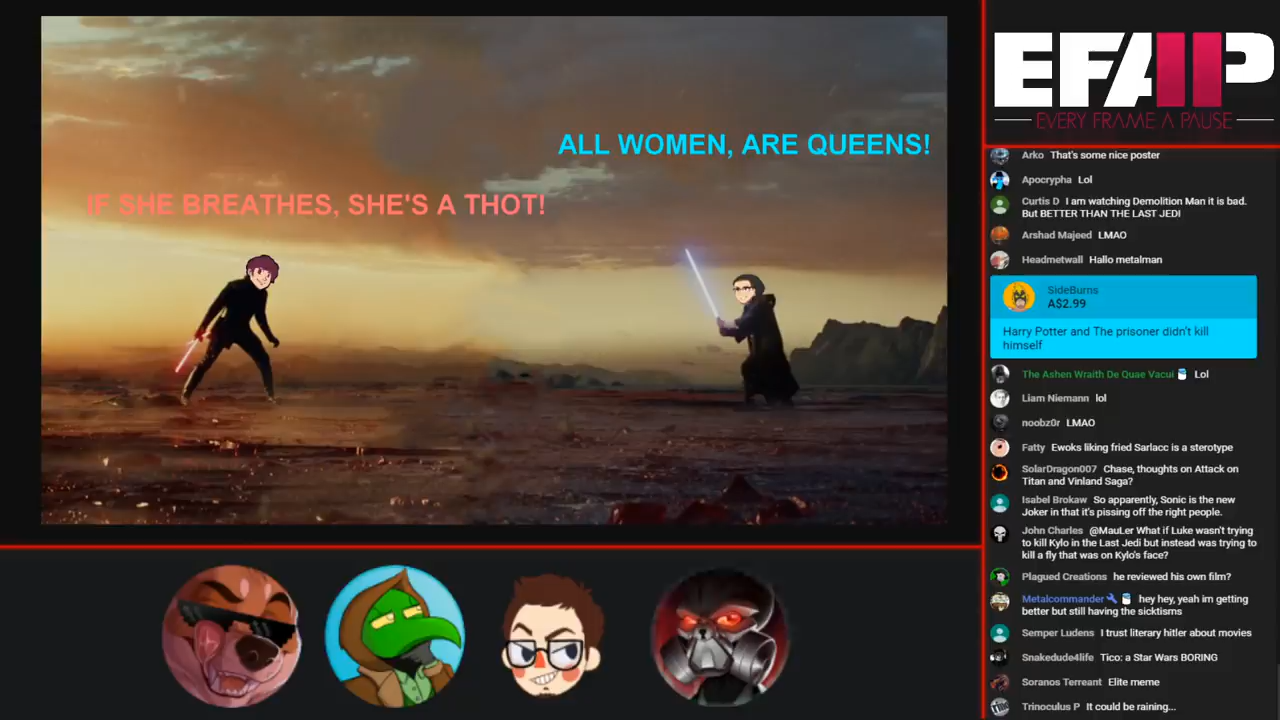 ALL WOMEN, ARE QUEENS!
IF SHE BREATHES, SHE'S A THOT!
EFAP
EVERY FRAME A PAUSE
Arko That's some nice poster
Apocrypha Lol
Curtis D I am watching Demolition Man it is bad.
But BETTER THAN THE LAST JEDI
Arshad Majeed LMAO
Headmetwall Hallo metalman
SideBurns
A$2.99
Harry Potter and The prisoner didn't kill
himself
The Ashen Wraith De Quae Vacui Lol
Liam Niemann lol
noobz0r LMAO
Fatty Ewoks liking fried Sarlacc is a sterotype
SolarDragon007 Chase, thoughts on Attack on
Titan and Vinland Saga?
Isabel Brokaw So apparently, Sonic is the new
Joker in that it's pissing off the right people.
John Charles @MauLer What if Luke wasn't trying
to kill Kylo in the Last Jedi but instead was trying to
kill a fly that was on Kylo's face?
Plagued Creations he reviewed his own film?
Metalcommander hey hey, yeah im getting
better but still having the sicktisms
Semper Ludens I trust literary hitler about movies
Snakedude4life Tico: a Star Wars BORING
Soranos Terreant Elite meme
Trinoculus P It could be raining...